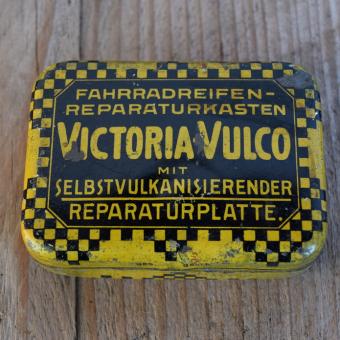 FAHRRADREIFEN-
REPARATURKASTEN
VICTORIA VULCO
MIT
SELBSTVULKANISIERENDER
REPARATURPLATTE.